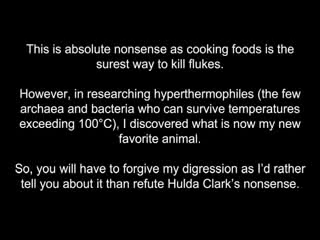 This is absolute nonsense as cooking foods is the
surest way to kill flukes.
However, in researching hyperthermophiles (the few
archaea and bacteria who can survive temperatures
exceeding 100°C), I discovered what is now my new
favorite animal.
So, you will have to forgive my digression as I'd rather
tell you about it than refute Hulda Clark's nonsense.